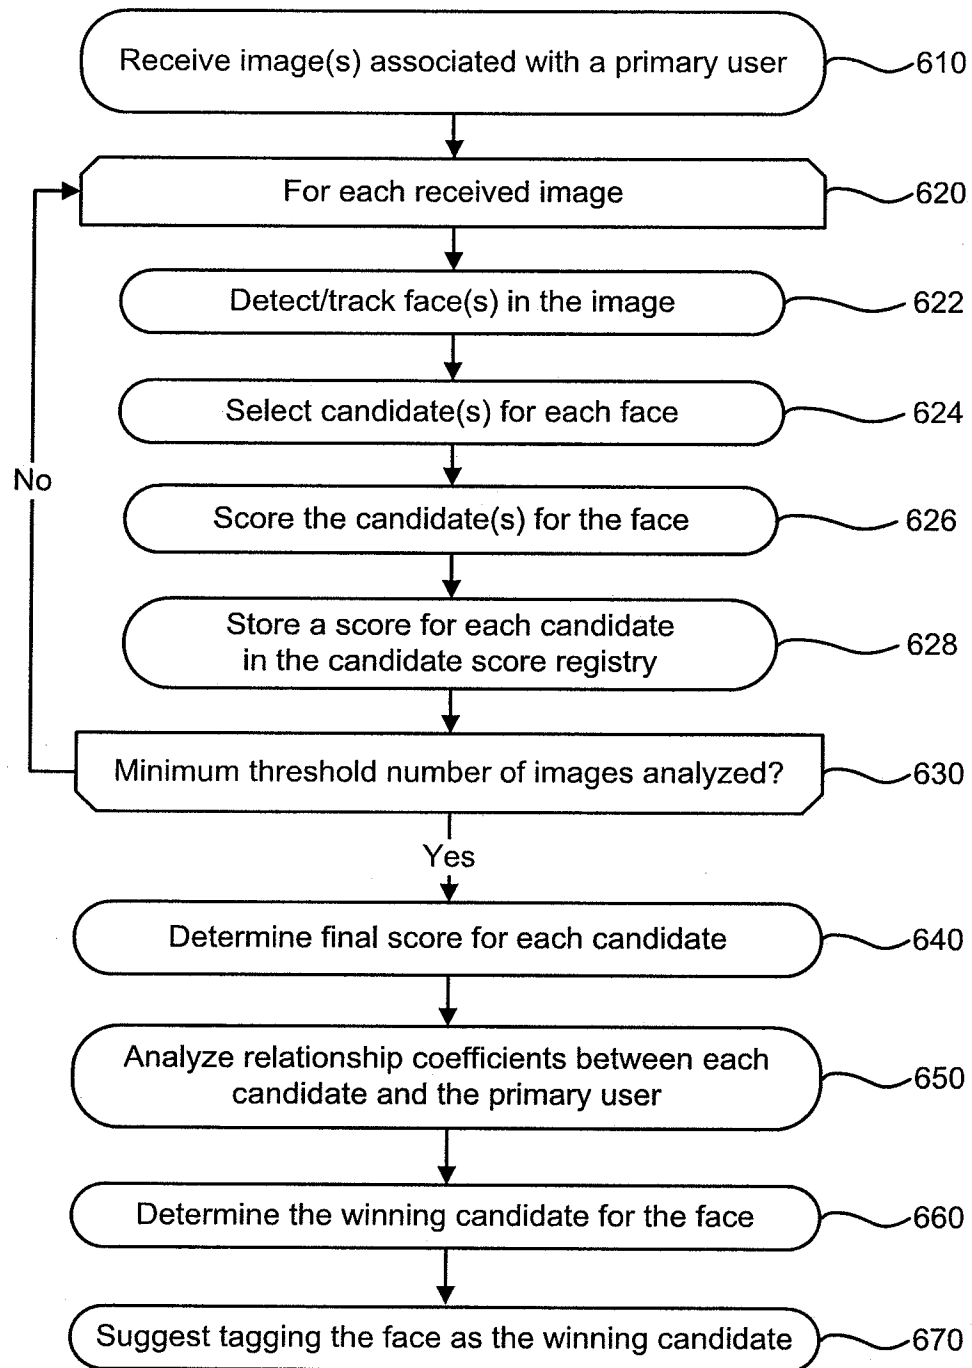 Receive image(s) associated with a primary user
610
For each received image
620
Detect/track face(s) in the image
622
Select candidate(s) for each face
624
No
Score the candidate(s) for the face
626
Store a score for each candidate
in the candidate score registry
628
Minimum threshold number of images analyzed?
630
Yes
Determine final score for each candidate
640
Analyze relationship coefficients between each
candidate and the primary user
650
Determine the winning candidate for the face
660
Suggest tagging the face as the winning candidate
670